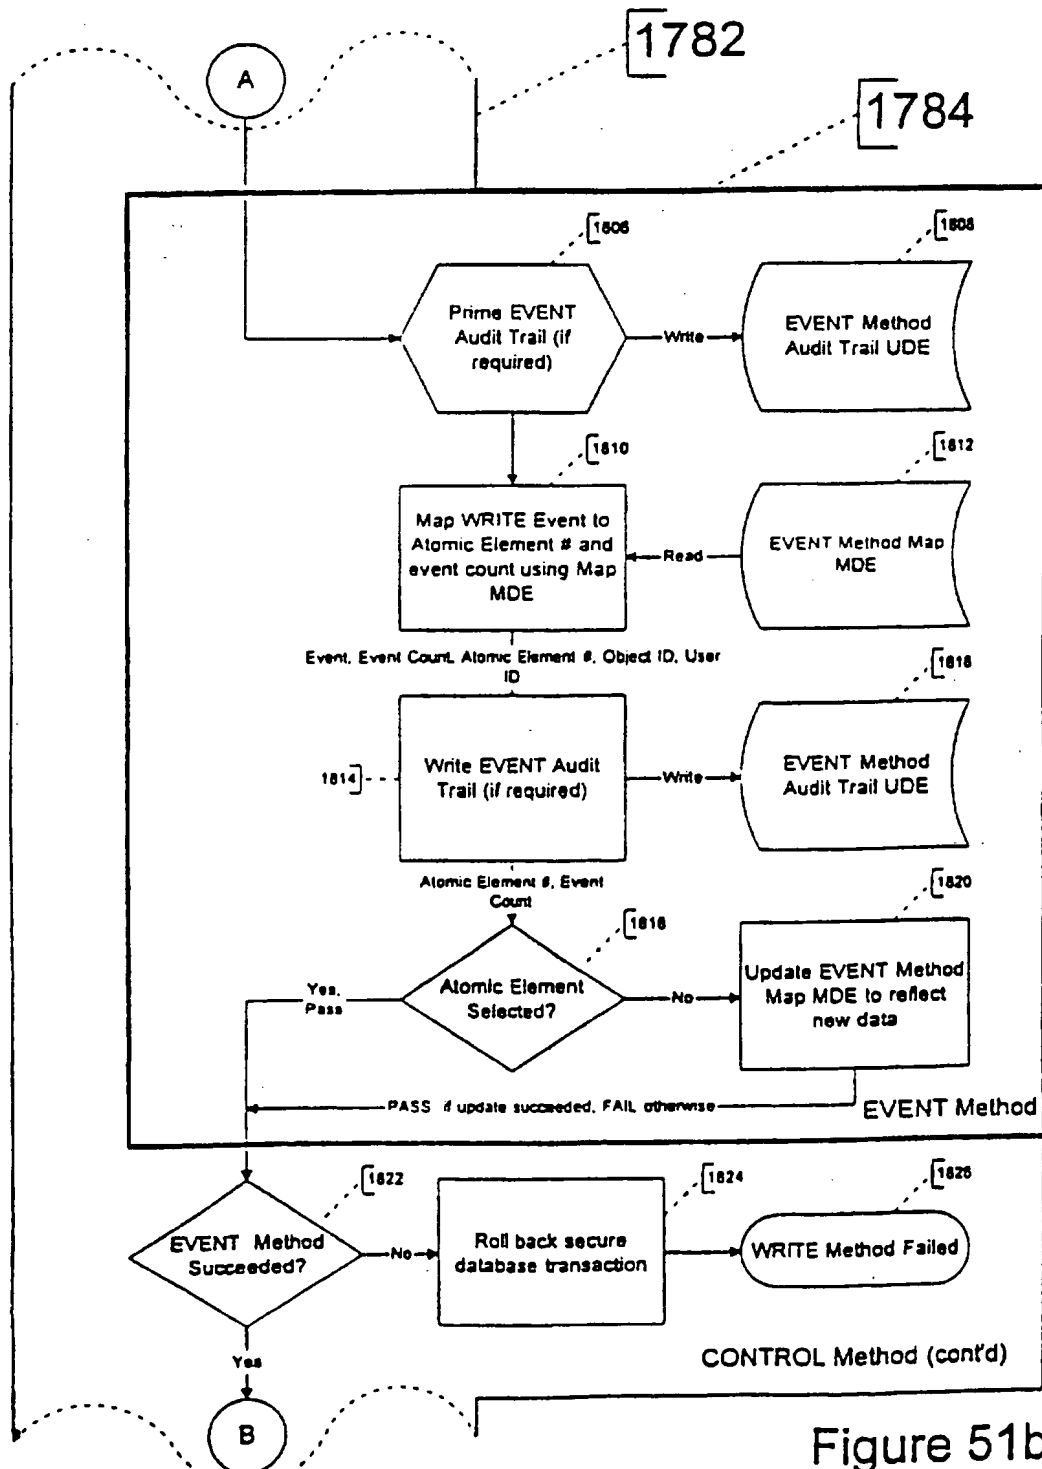 1782
A
1784
1806
1808
Prime EVENT
Audit Trail (if
required)
Write
EVENT Method
Audit Trail UDE
1810
1812
Map WRITE Event to
Atomic Element # and
event count using Map
MDE
Read
EVENT Method Map
MDE
Event, Event Count, Atomic Element #, Object ID, User
ID
1816
1814
Write EVENT Audit
Trail (if required)
Write
EVENT Method
Audit Trail UDE
Atomic Element #, Event
Count
1818
1820
Yes,
Pass
Atomic Element
Selected?
No
Update EVENT Method
Map MDE to reflect
new data
PASS if update succeeded, FAIL otherwise
EVENT Method
1822
1824
1826
EVENT Method
Succeeded?
No
Roll back secure
database transaction
WRITE Method Failed
Yes
CONTROL Method (cont'd)
B
Figure 51b